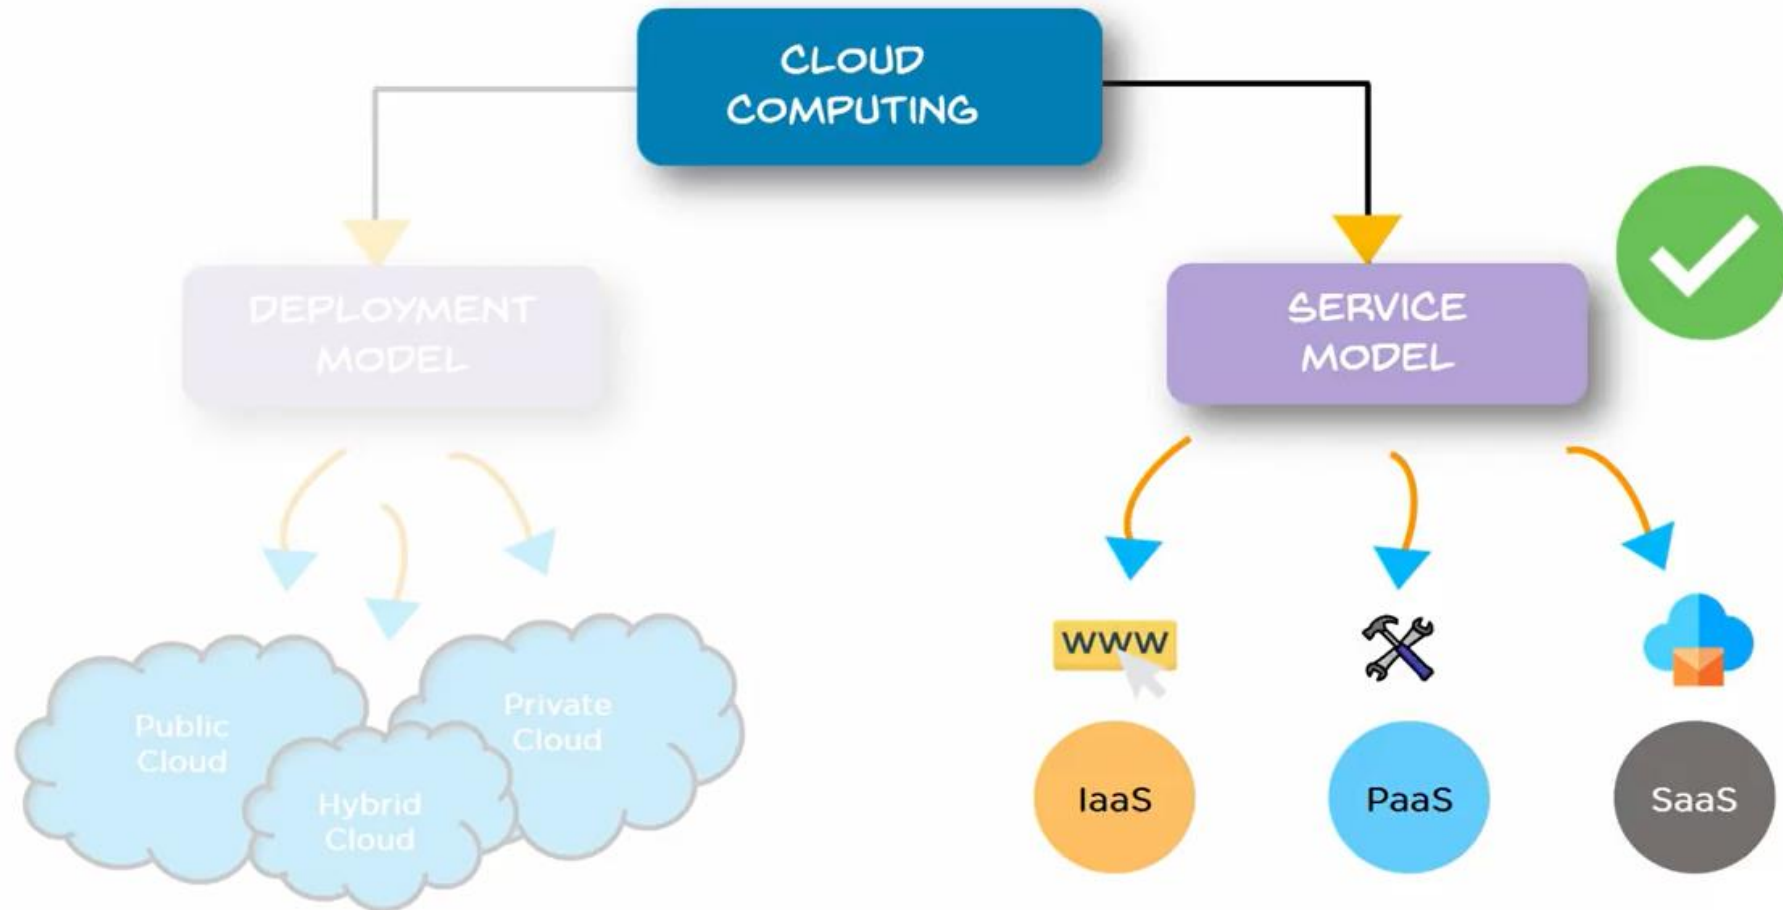 CLOUD
COMPUTING
DEPLOYMENT
MODEL
SERVICE
MODEL
Public
Cloud
Hybrid
Cloud
Private
Cloud
WWW
IaaS
PaaS
SaaS